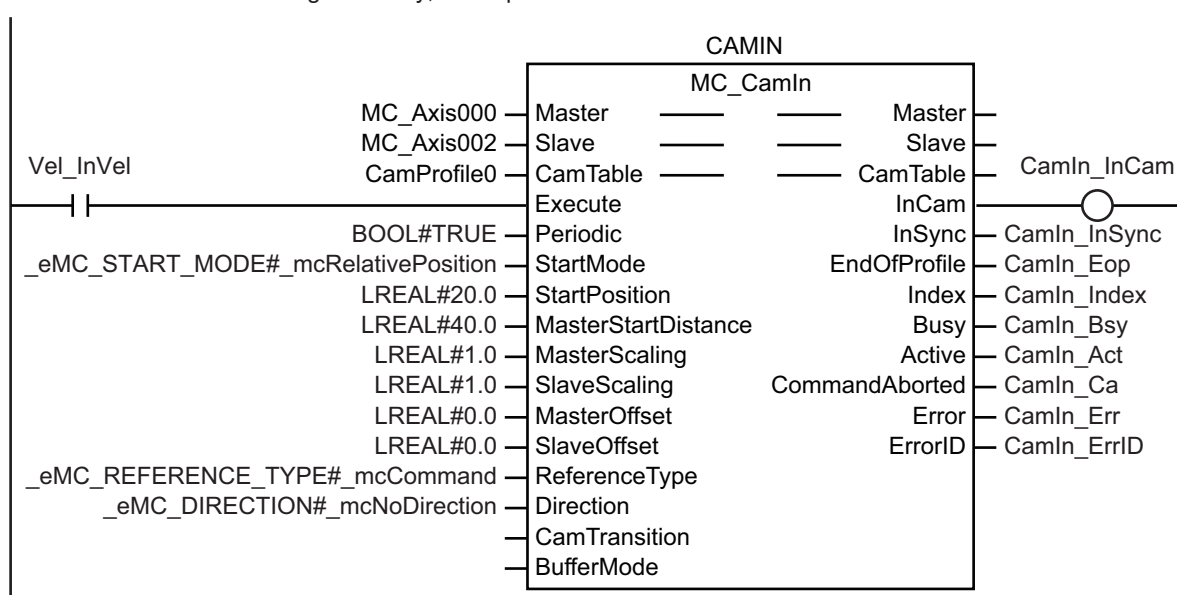 CAMIN
MC_CamIn
MC_Axis000 Master Master
MC_Axis002 Slave Slave
Vel_InVel CamProfile0 CamTable CamTable CamIn_InCam
Execute InCam
BOOL#TRUE Periodic InSync CamIn_InSync
_eMC_START_MODE#_mcRelativePosition StartMode EndOfProfile CamIn_Eop
LREAL#20.0 StartPosition Index CamIn_Index
LREAL#40.0 MasterStartDistance Busy CamIn_Bsy
LREAL#1.0 MasterScaling Active CamIn_Act
LREAL#1.0 SlaveScaling CommandAborted CamIn_Ca
LREAL#0.0 MasterOffset Error CamIn_Err
LREAL#0.0 SlaveOffset ErrorID CamIn_ErrID
_eMC_REFERENCE_TYPE#_mcCommand ReferenceType
_eMC_DIRECTION#_mcNoDirection Direction
CamTransition
BufferMode